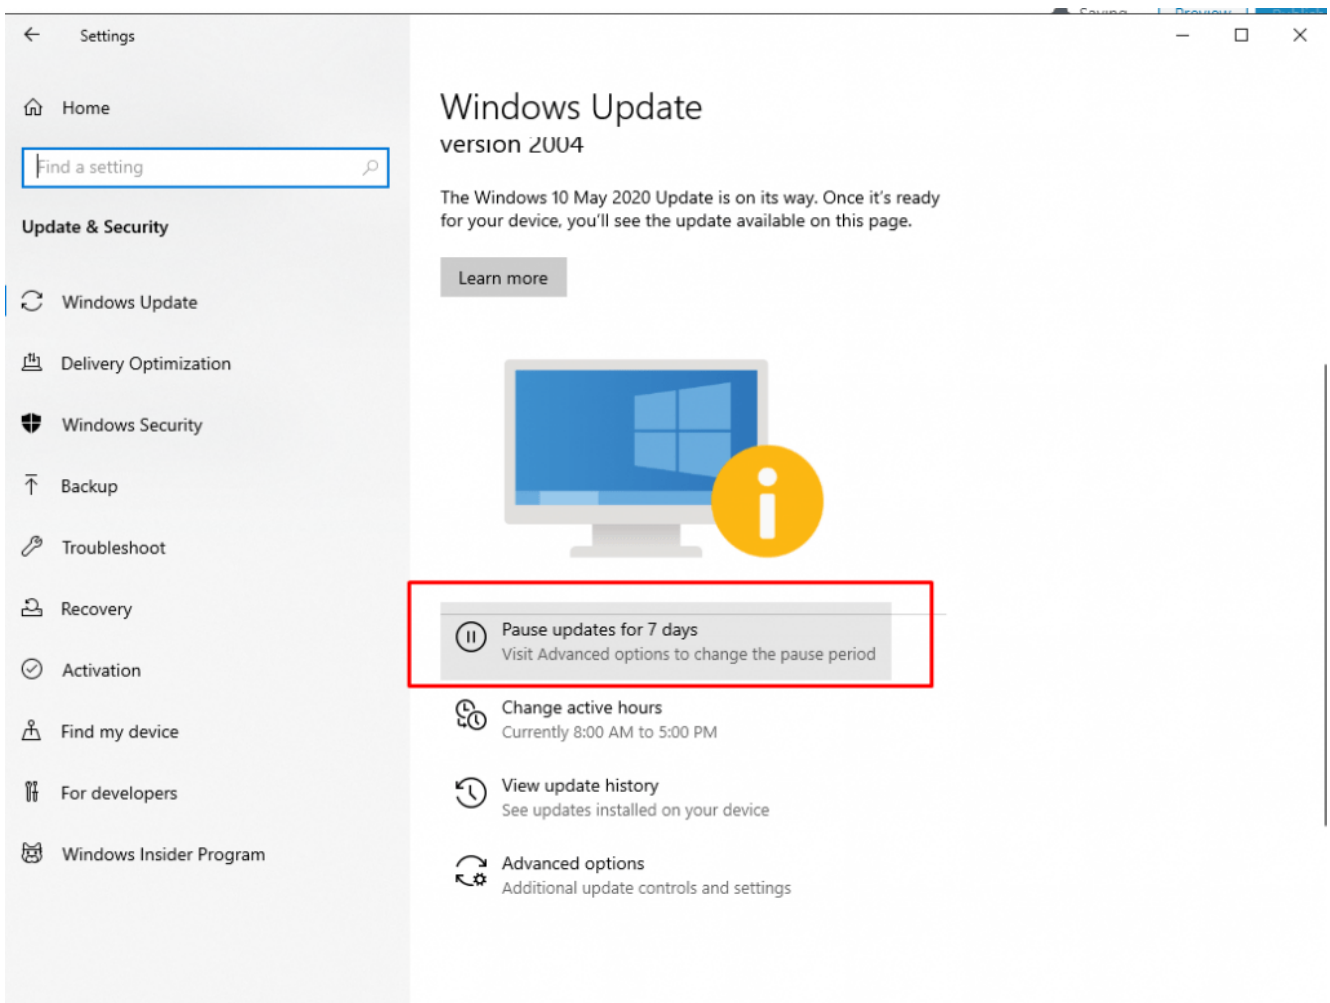 Saving
Preview
Settings
Home
Find a setting
Update & Security
Windows Update
Delivery Optimization
Windows Security
Backup
Troubleshoot
Recovery
Activation
Find my device
For developers
Windows Insider Program
Windows Update
version 2004
The Windows 10 May 2020 Update is on its way. Once it's ready
for your device, you'll see the update available on this page.
Learn more
Pause updates for 7 days
Visit Advanced options to change the pause period
Change active hours
Currently 8:00 AM to 5:00 PM
View update history
See updates installed on your device
Advanced options
Additional update controls and settings